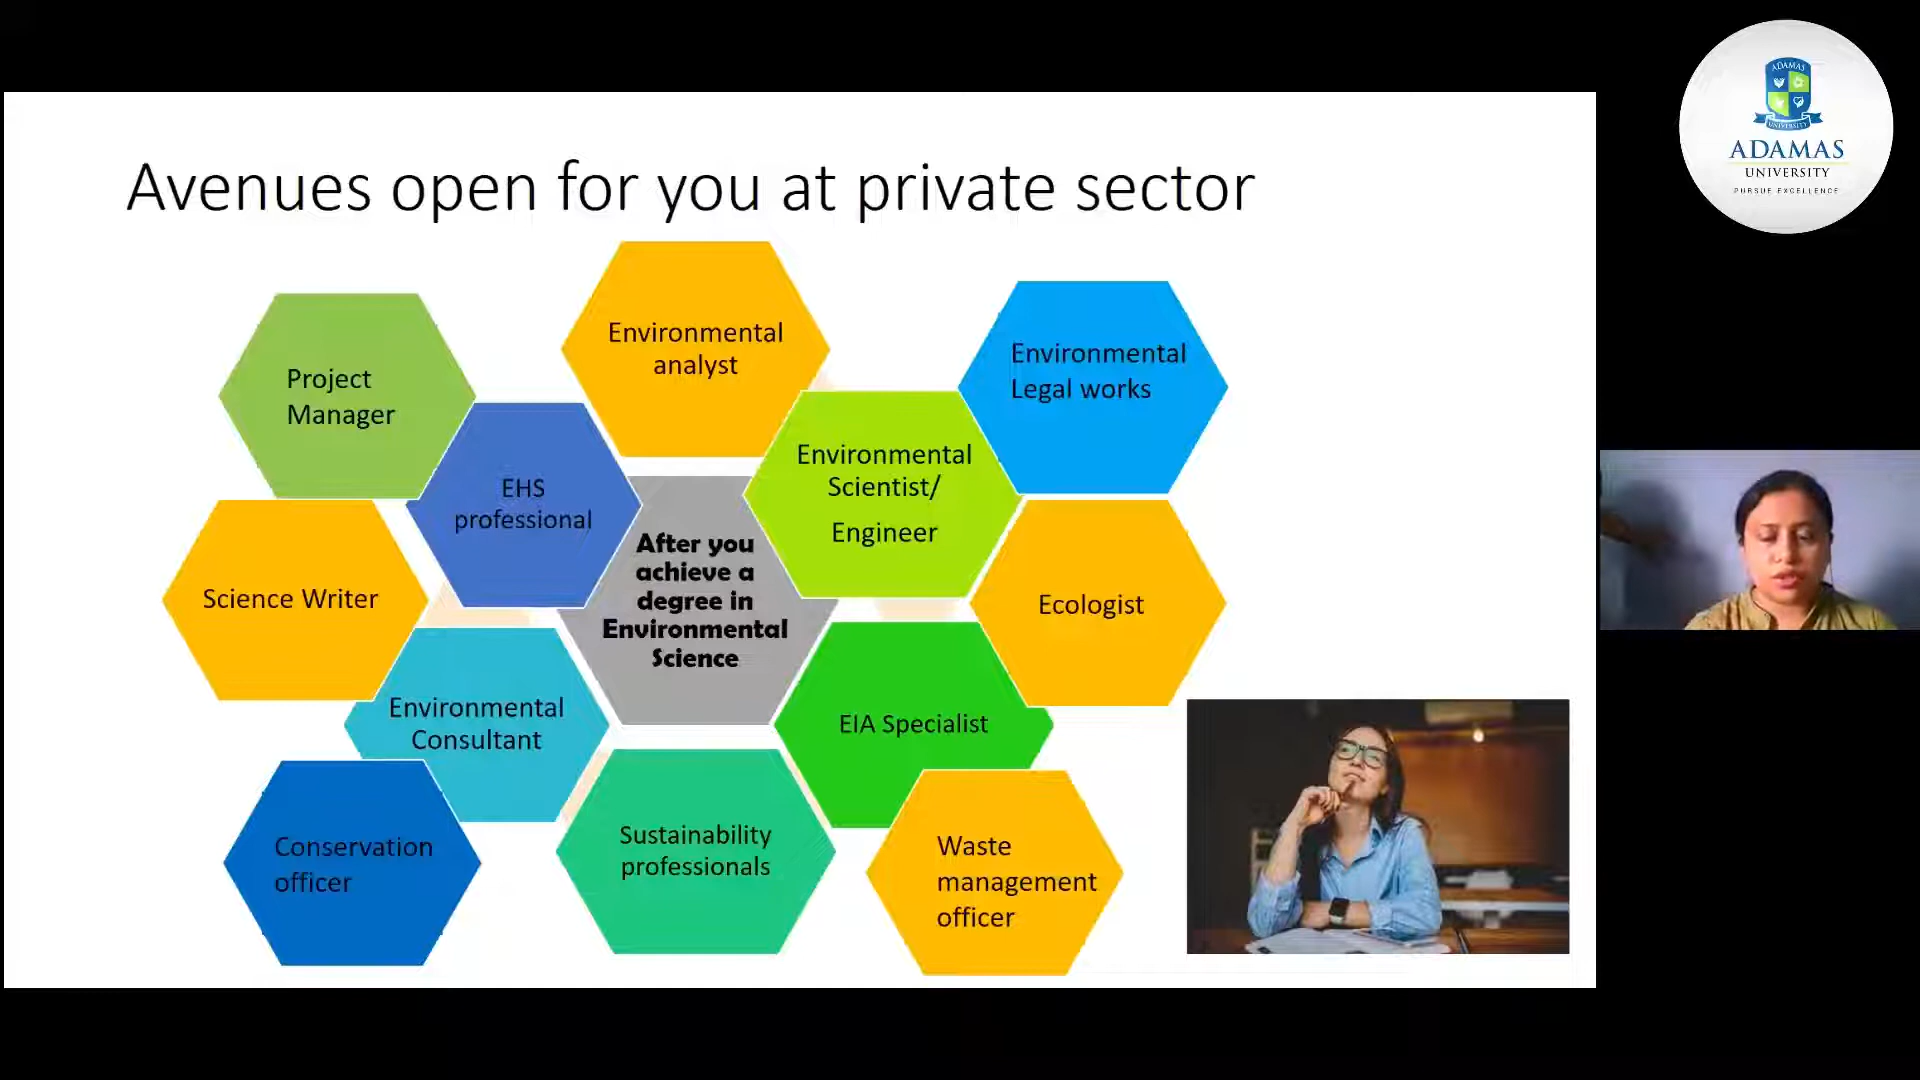 Avenues open for you at private sector
Environmental
analyst
Project
Manager
Environmental
Legal works
EHS
professional
Environmental
Scientist/
Engineer
After you
achieve a
degree in
Environmental
Science
Science Writer
Ecologist
Environmental
Consultant
EIA Specialist
Conservation
officer
Sustainability
professionals
Waste
management
officer
ADAMAS
UNIVERSITY
ADAMAS
UNIVERSITY
PURSUE EXCELLENCE